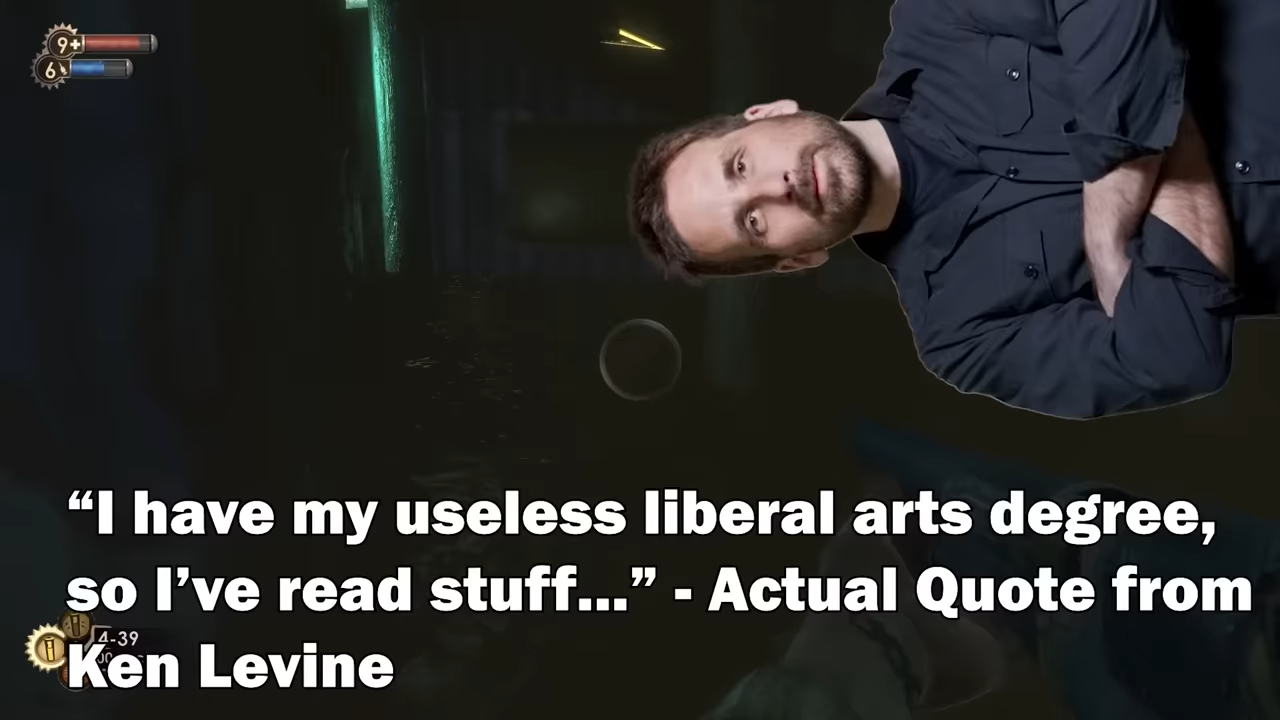 9+
6
“I have my useless liberal arts degree,
so I’ve read stuff...” - Actual Quote from
4-39
Ken Levine